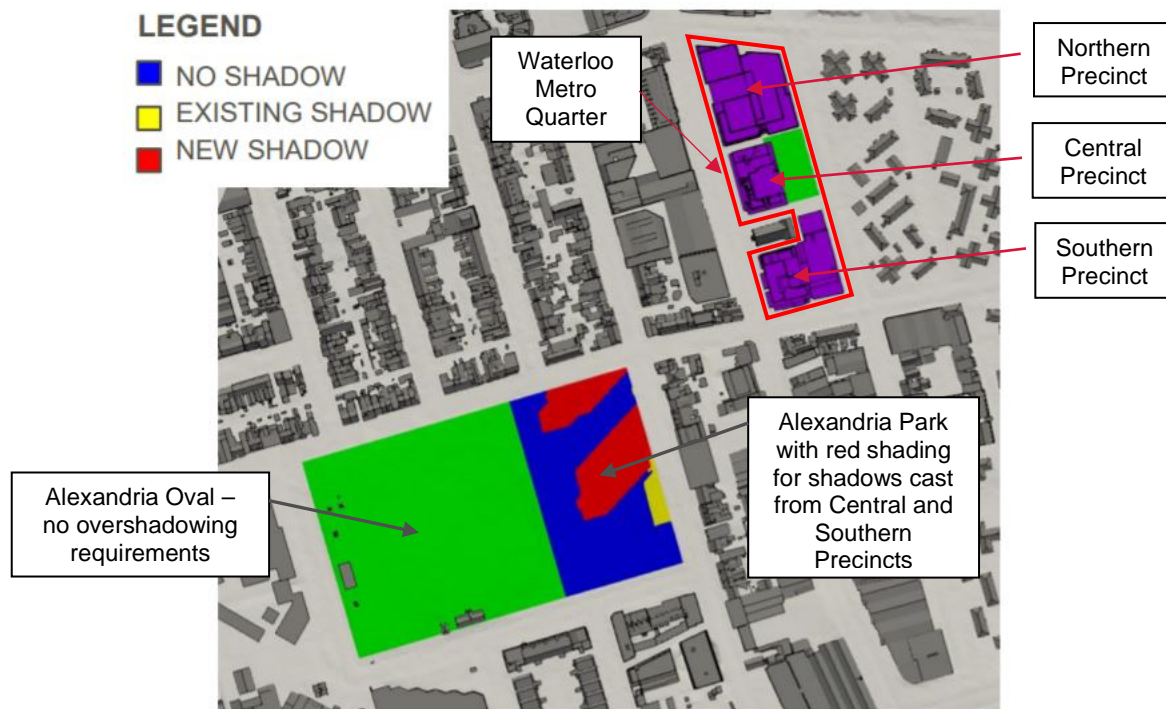 LEGEND
NO SHADOW
EXISTING SHADOW
NEW SHADOW
Waterloo
Metro
Quarter
Northern
Precinct
Central
Precinct
Southern
Precinct
Alexandria Park
with red shading
for shadows cast
from Central and
Southern
Precincts
Alexandria Oval –
no overshadowing
requirements